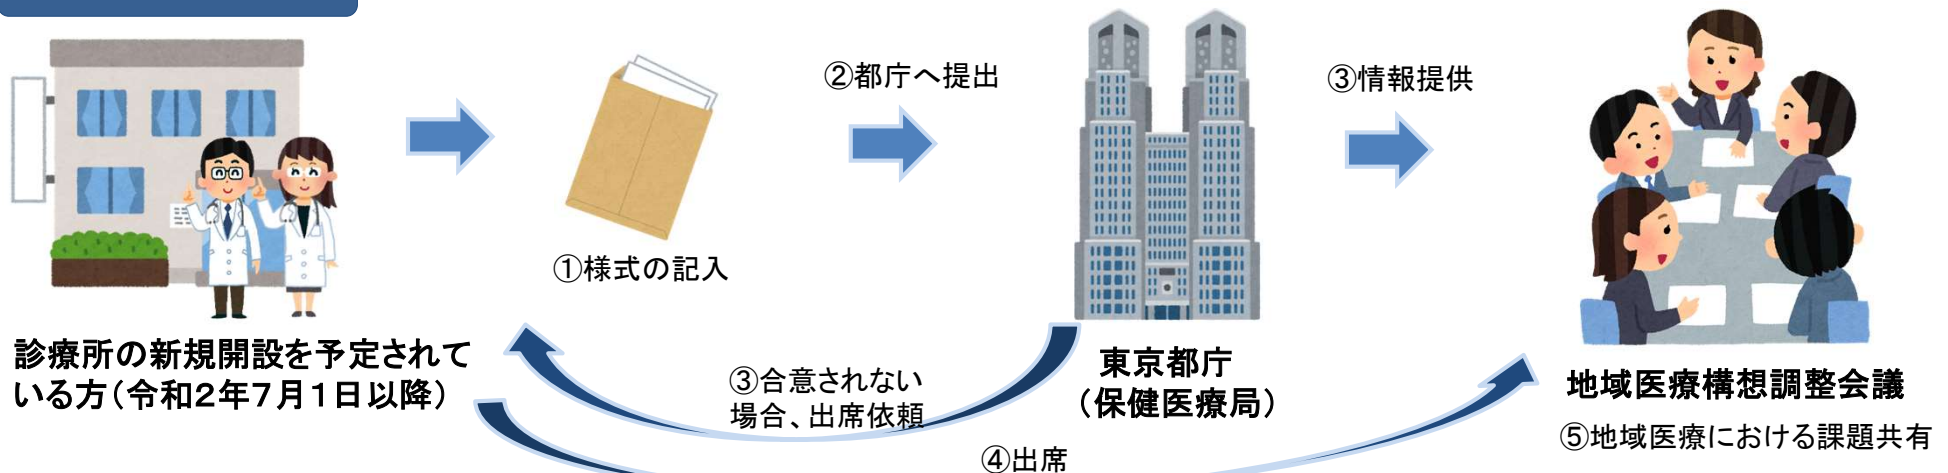 ②都庁へ提出
③情報提供
①様式の記入
診療所の新規開設を予定されて
いる方(令和2年7月1日以降)
③合意されない
場合、出席依頼
東京都庁
(保健医療局)
地域医療構想調整会議
④出席
⑤地域医療における課題共有